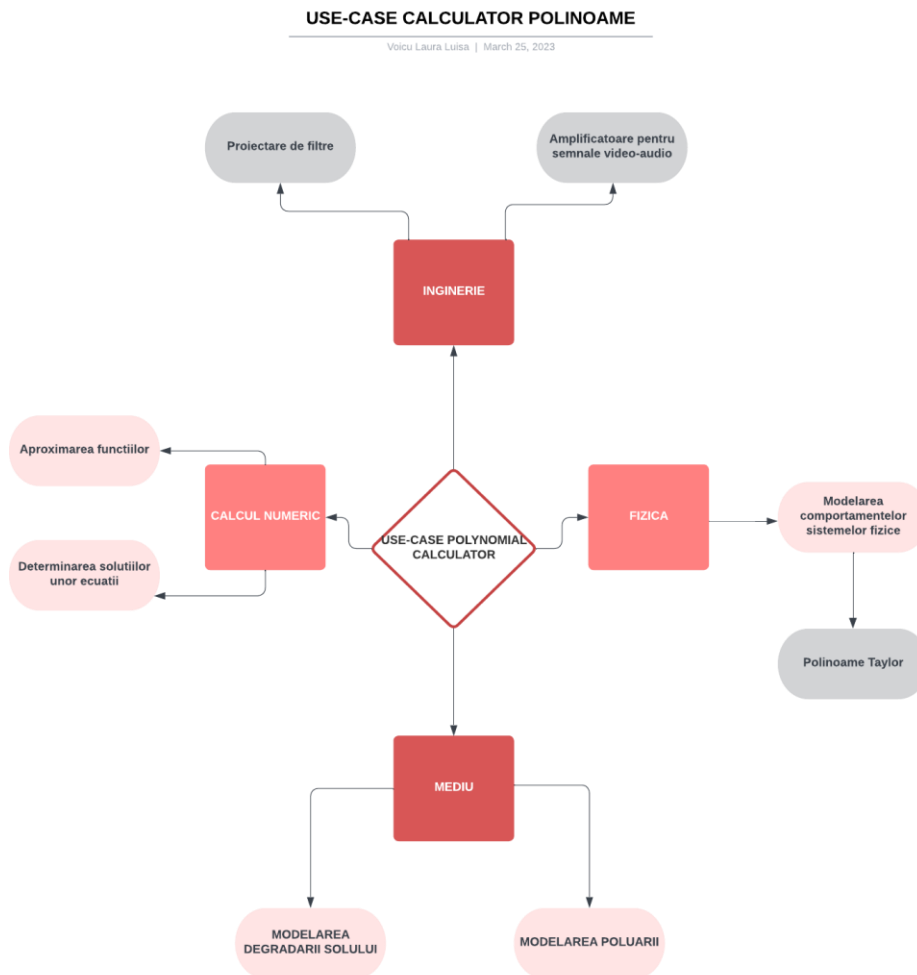 USE-CASE CALCULATOR POLINOAME
Voicu Laura Luisa | March 25, 2023
Proiectare de filtre
Amplificatoare pentru
semnale video-audio
INGINERIE
Aproximarea functiilor
CALCUL NUMERIC
Determinarea solutiilor
unor ecuatii
USE-CASE POLYNOMIAL
CALCULATOR
FIZICA
Modelarea
comportamentelor
sistemelor fizice
Polinoame Taylor
MEDIU
MODELAREA
DEGRADARII SOLULUI
MODELAREA POLUARII